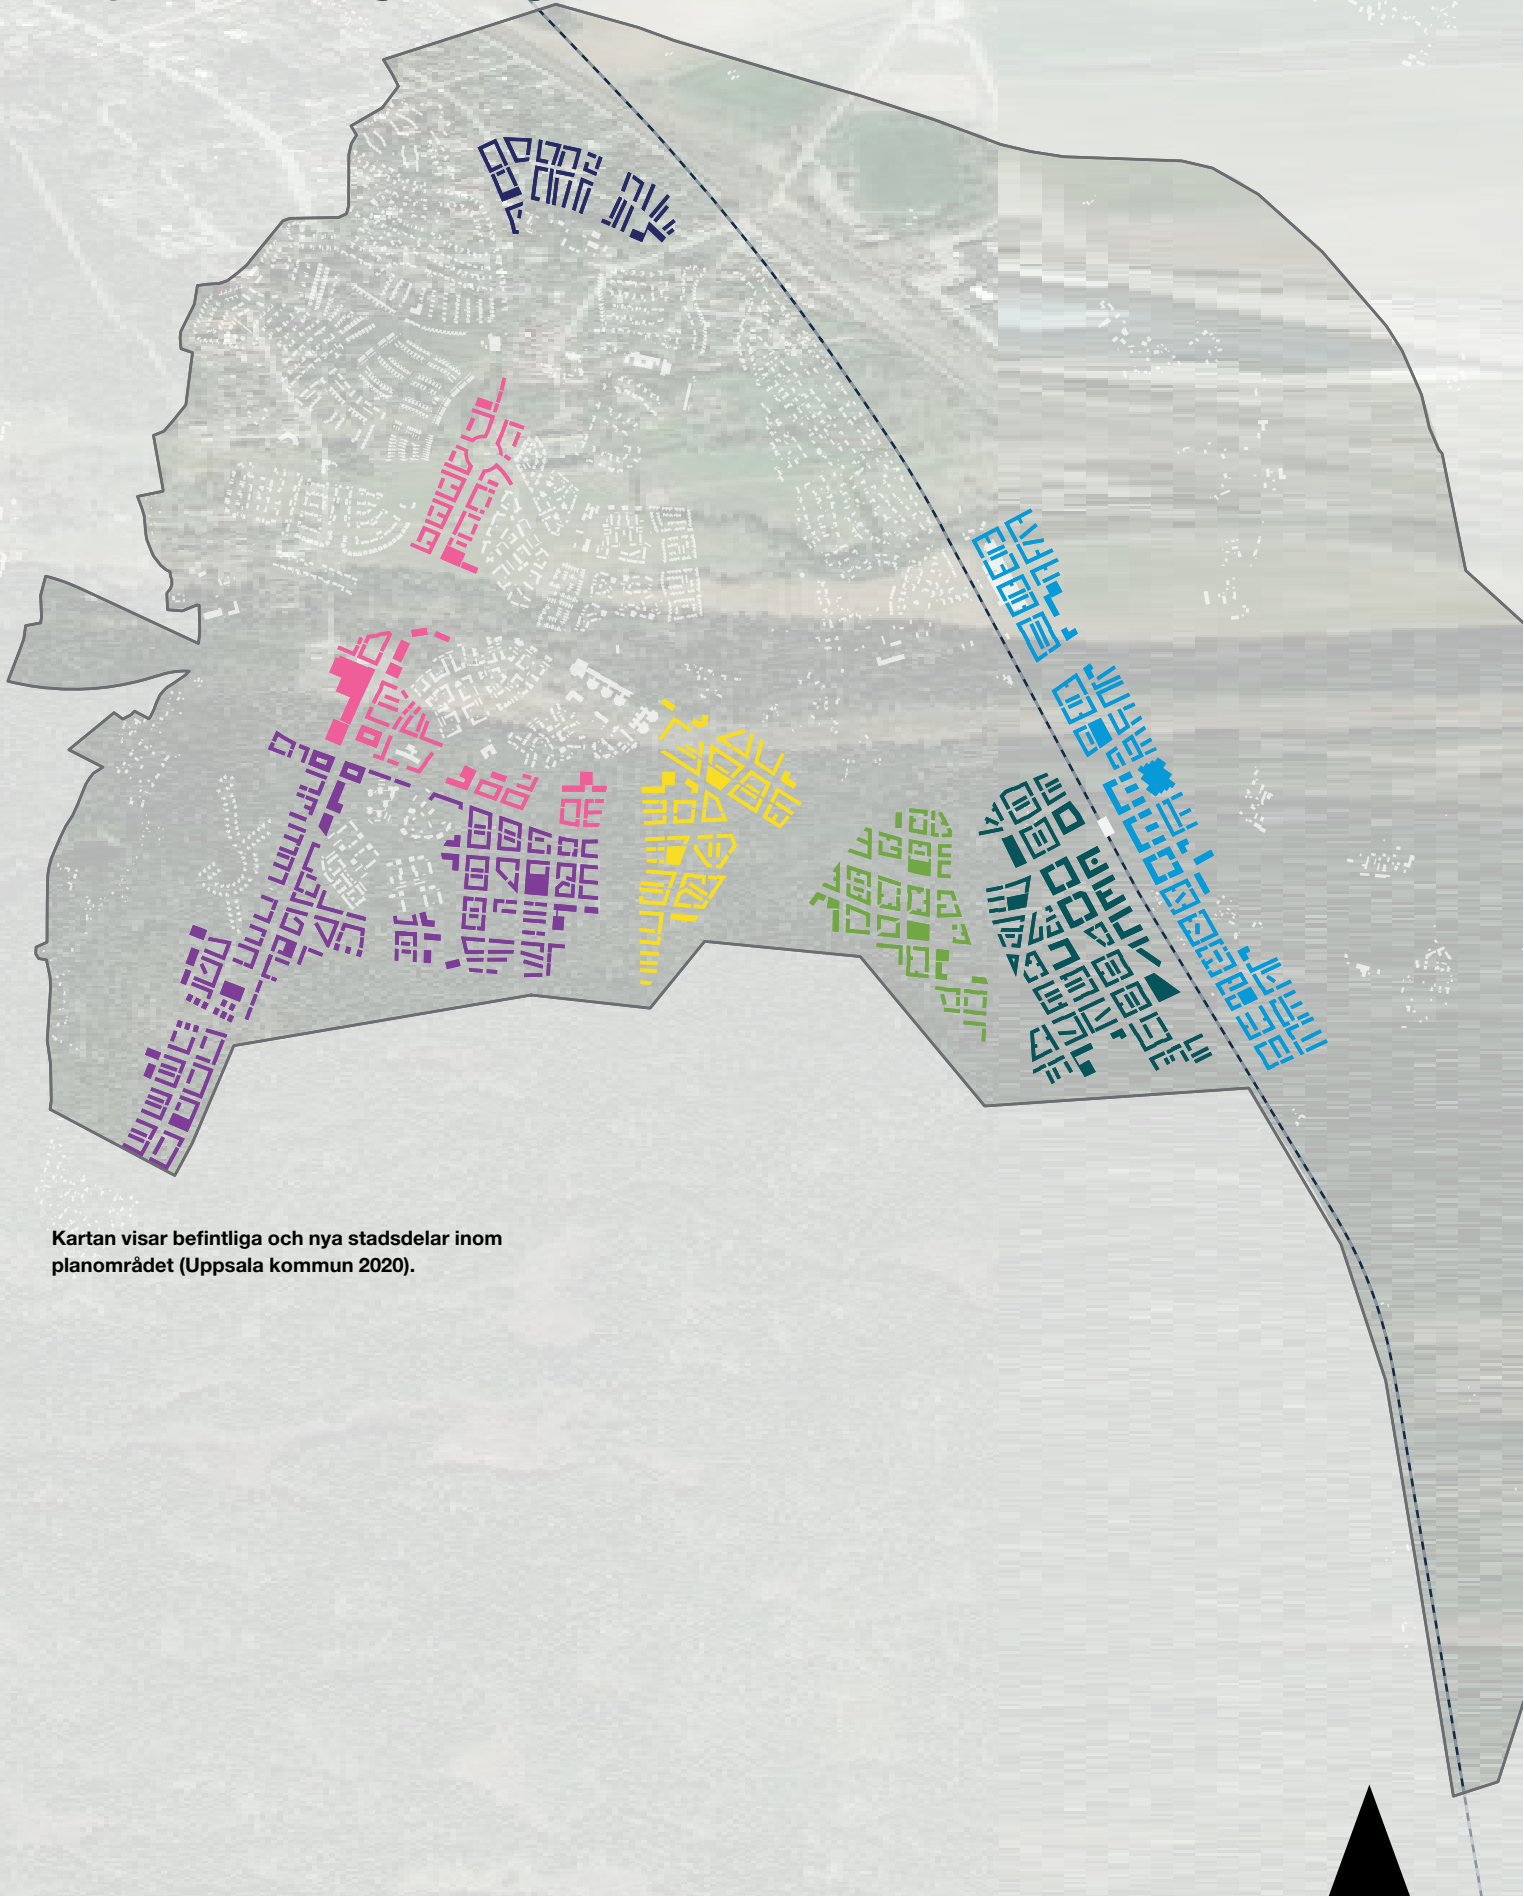 Kartan visar befintliga och nya stadsdelar inom
planområdet (Uppsala kommun 2020).